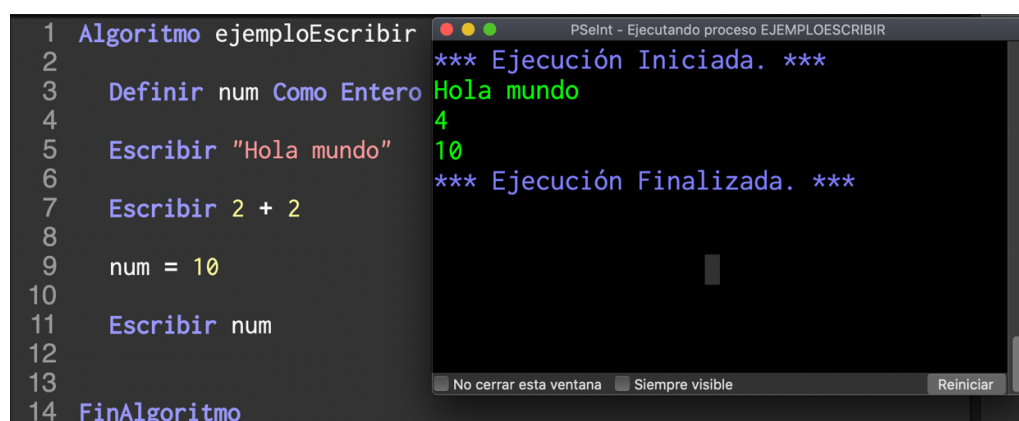 1 Algoritmo ejemploEscribir
2
3 Definir num Como Entero
4
5 Escribir "Hola mundo"
6
7 Escribir 2 + 2
8
9 num = 10
10
11 Escribir num
12
13
14 FinAlgoritmo
PSeInt - Ejecutando proceso EJEMPLOESCRIBIR
*** Ejecución Iniciada. ***
Hola mundo
4
10
*** Ejecución Finalizada. ***
No cerrar esta ventana Siempre visible Reiniciar